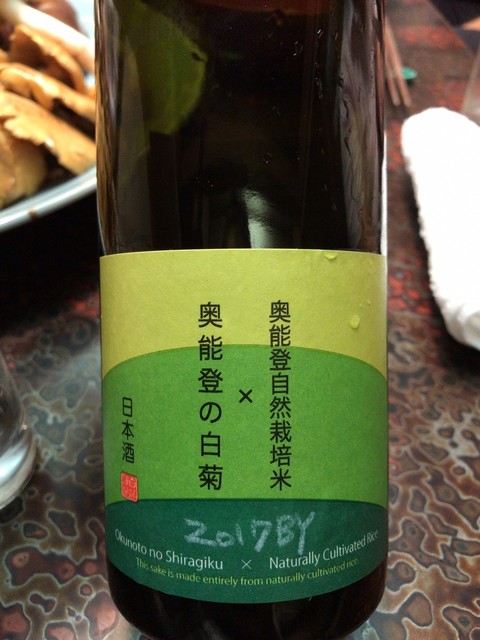 奥能登自然栽培米
×
奥能登の白菊
日本酒
2017BY
Okunoto no Shiragiku × Naturally Cultivated Rice
This sake is made entirely from naturally cultivated rice.